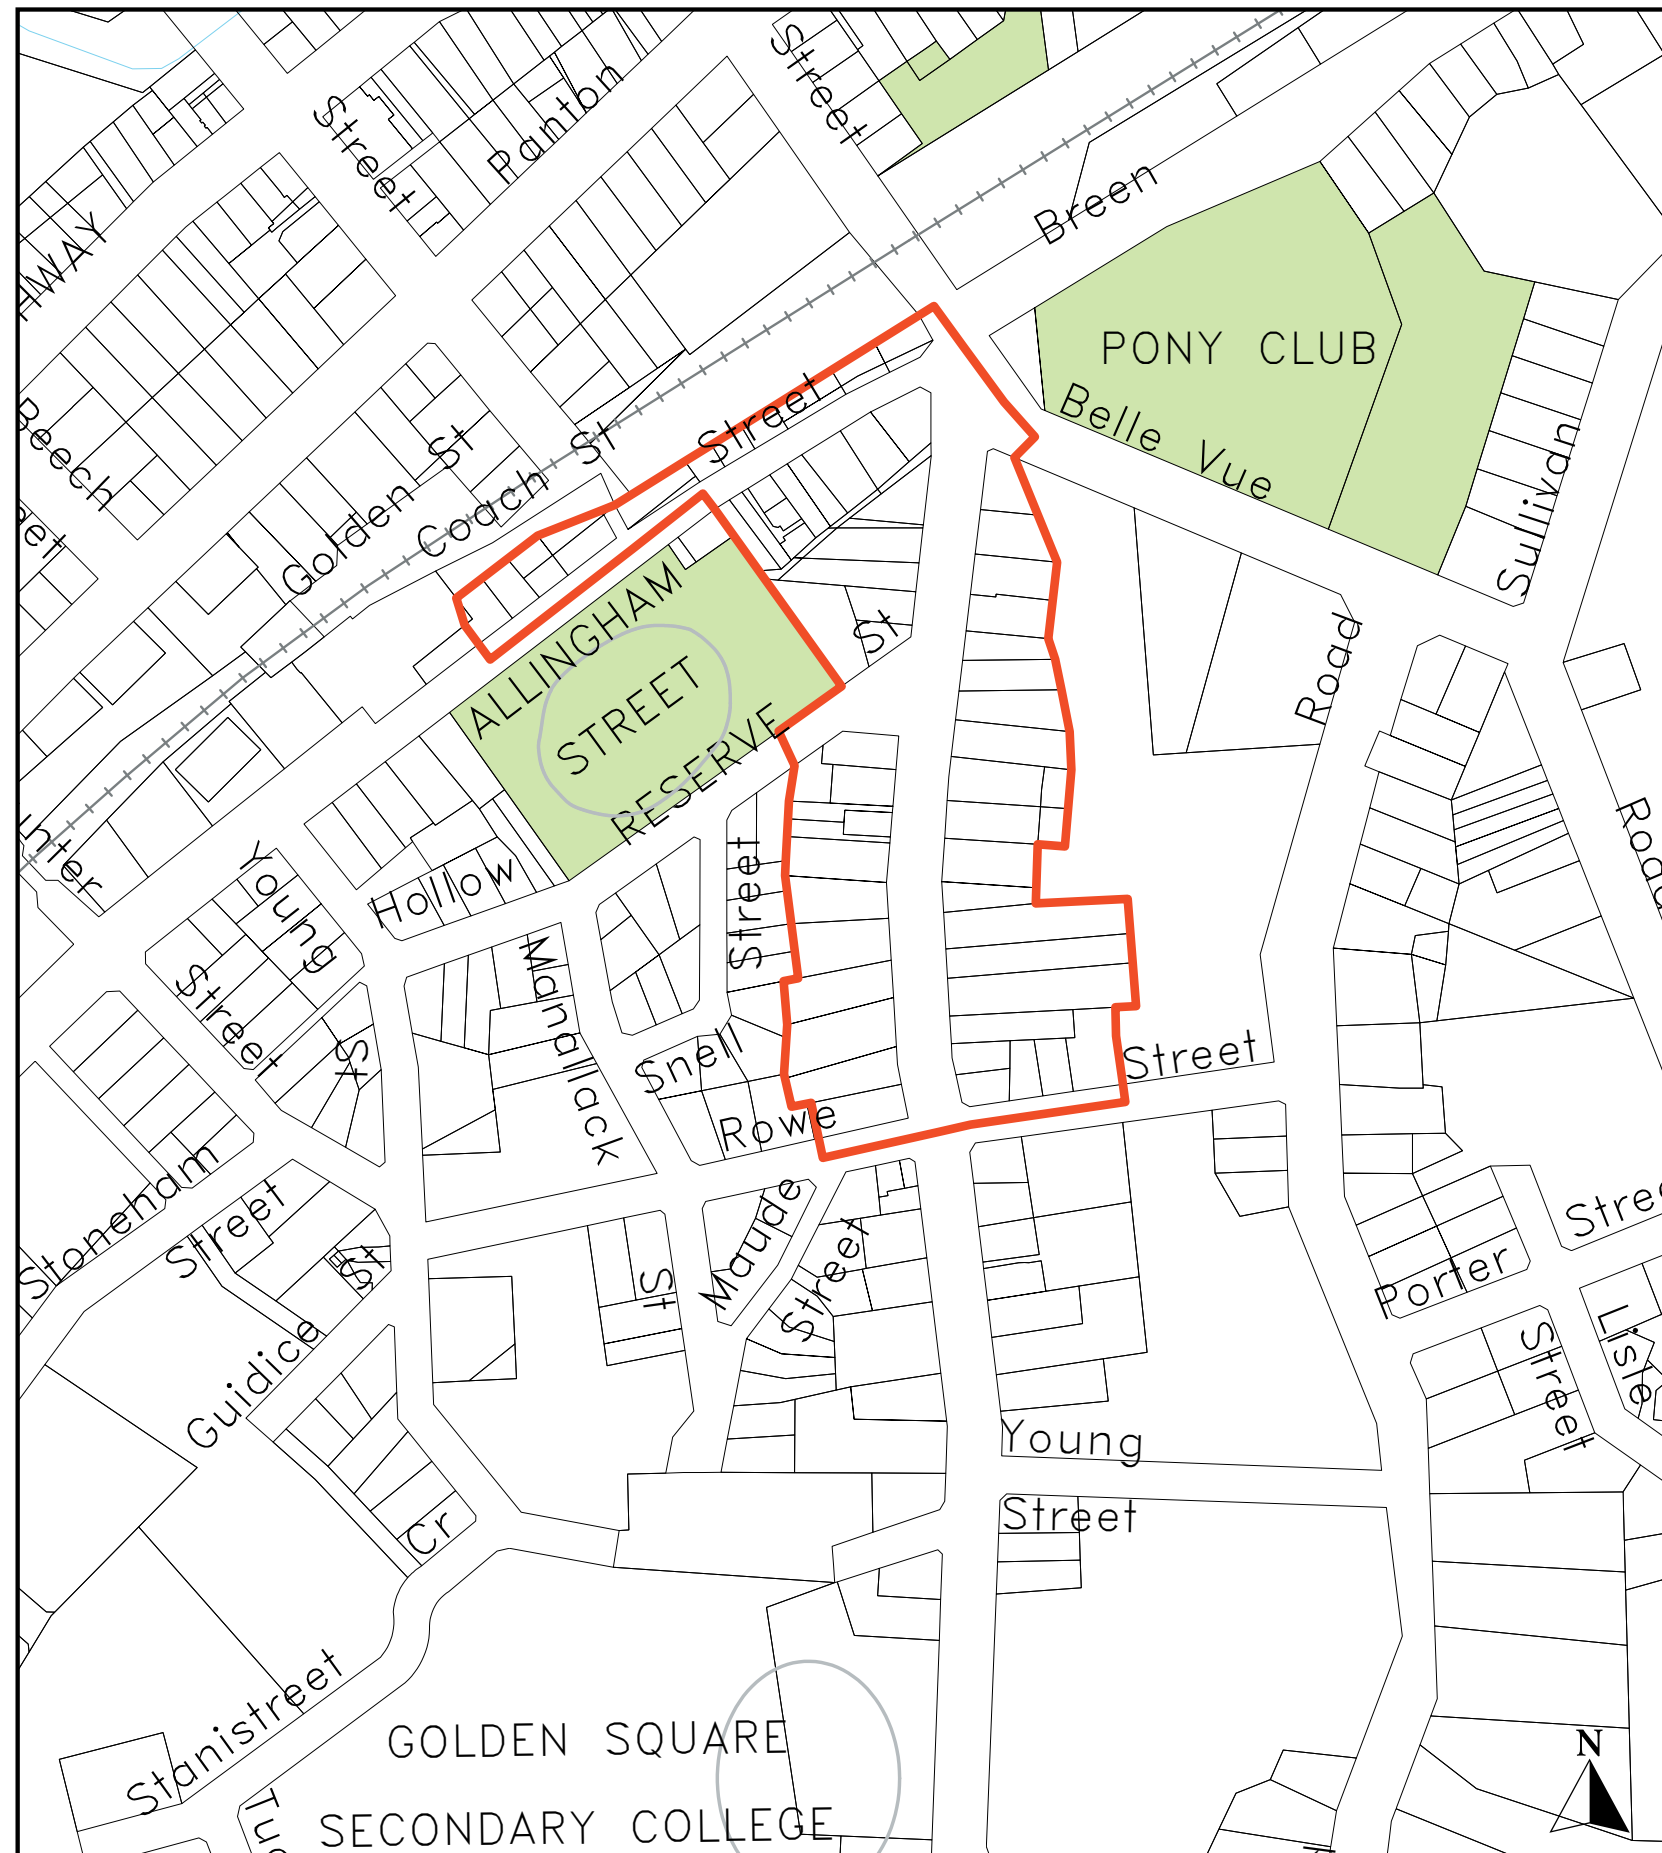 Street
Panton
Street
Breen
HWAY
PONY CLUB
Belle Vue
Street
Beech
St
St
Golden
Coach
Sullivan
ALLINGHAM
STREET
RESERVE
St
Road
Road
Hollow
Street
Young
Street
Manallack
St
Snell
Rowe
Street
Stoneham
Street
St
Maude
Street
St
Guidice
Porter
Lisle
Street
Young
Street
Cr
Stanistreet
GOLDEN SQUARE
SECONDARY COLLEGE
N